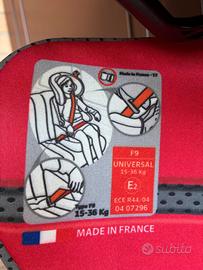 Made in France - 
Type F9
15-36 Kg
F9
UNIVERSAL
15-36 Kg
E2
ECE R44.04
04 07296
MADE IN FRANCE
subito